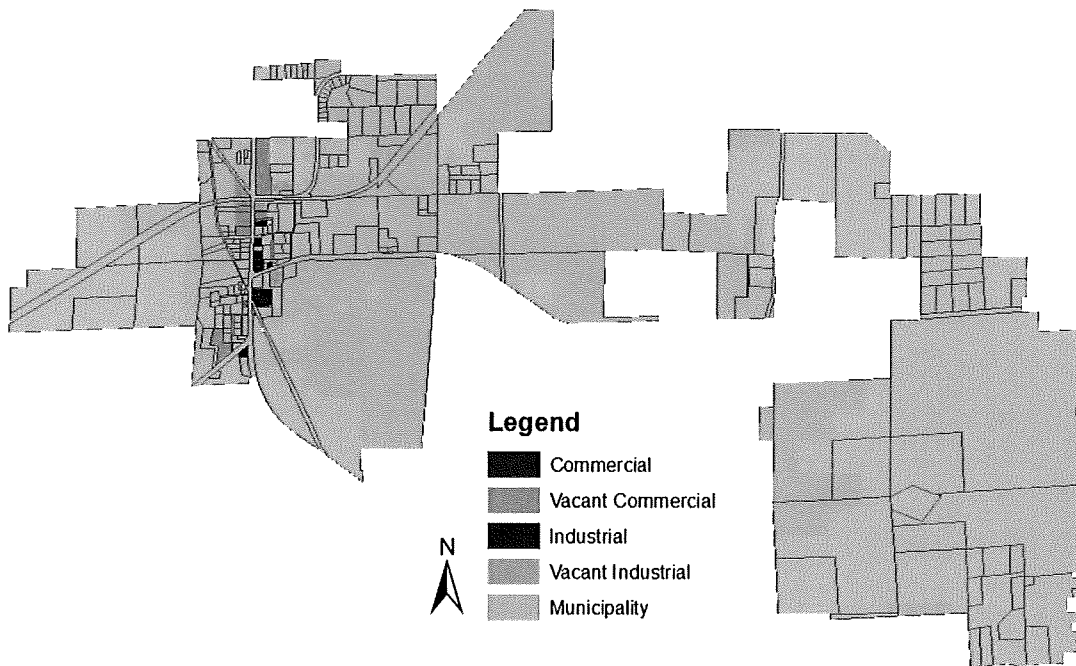 Legend
Commercial
Vacant Commercial
Industrial
Vacant Industrial
Municipality
N